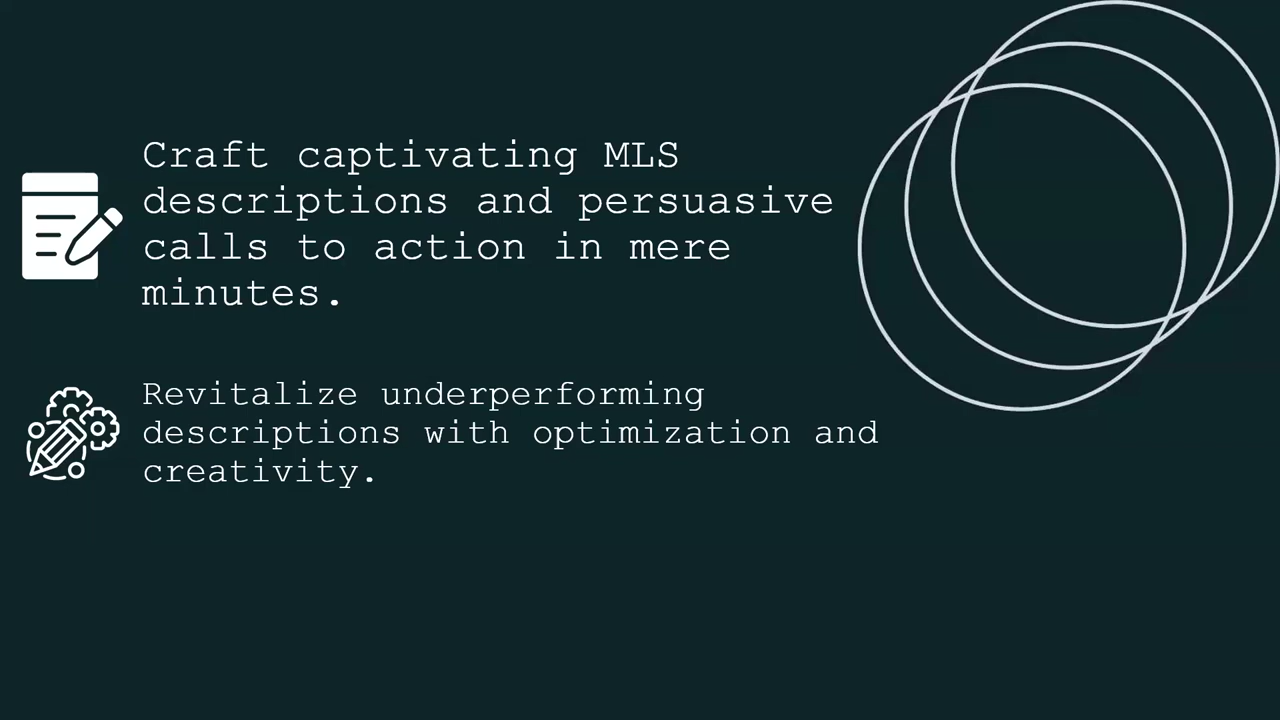 Craft captivating MLS
descriptions and persuasive
calls to action in mere
minutes.
Revitalize underperforming
descriptions with optimization and
creativity.